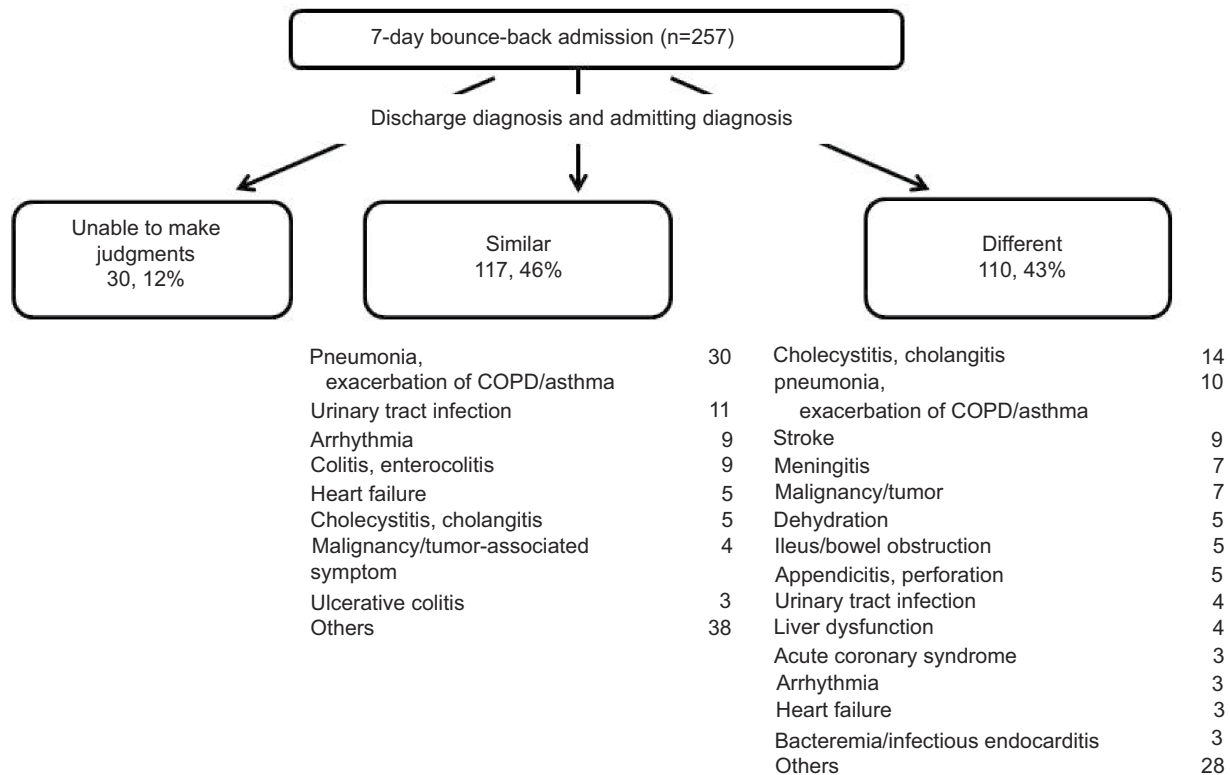 7-day bounce-back admission (n=257)
Discharge diagnosis and admitting diagnosis
Unable to make
judgments
30, 12%
Similar
117, 46%
Different
110, 43%
Pneumonia, 30
exacerbation of COPD/asthma
Urinary tract infection 11
Arrhythmia 9
Colitis, enterocolitis 9
Heart failure 5
Cholecystitis, cholangitis 5
Malignancy/tumor-associated 4
symptom
Ulcerative colitis 3
Others 38
Cholecystitis, cholangitis 14
pneumonia, 10
exacerbation of COPD/asthma
Stroke 9
Meningitis 7
Malignancy/tumor 7
Dehydration 5
Ileus/bowel obstruction 5
Appendicitis, perforation 5
Urinary tract infection 4
Liver dysfunction 4
Acute coronary syndrome 3
Arrhythmia 3
Heart failure 3
Bacteremia/infectious endocarditis 3
Others 28